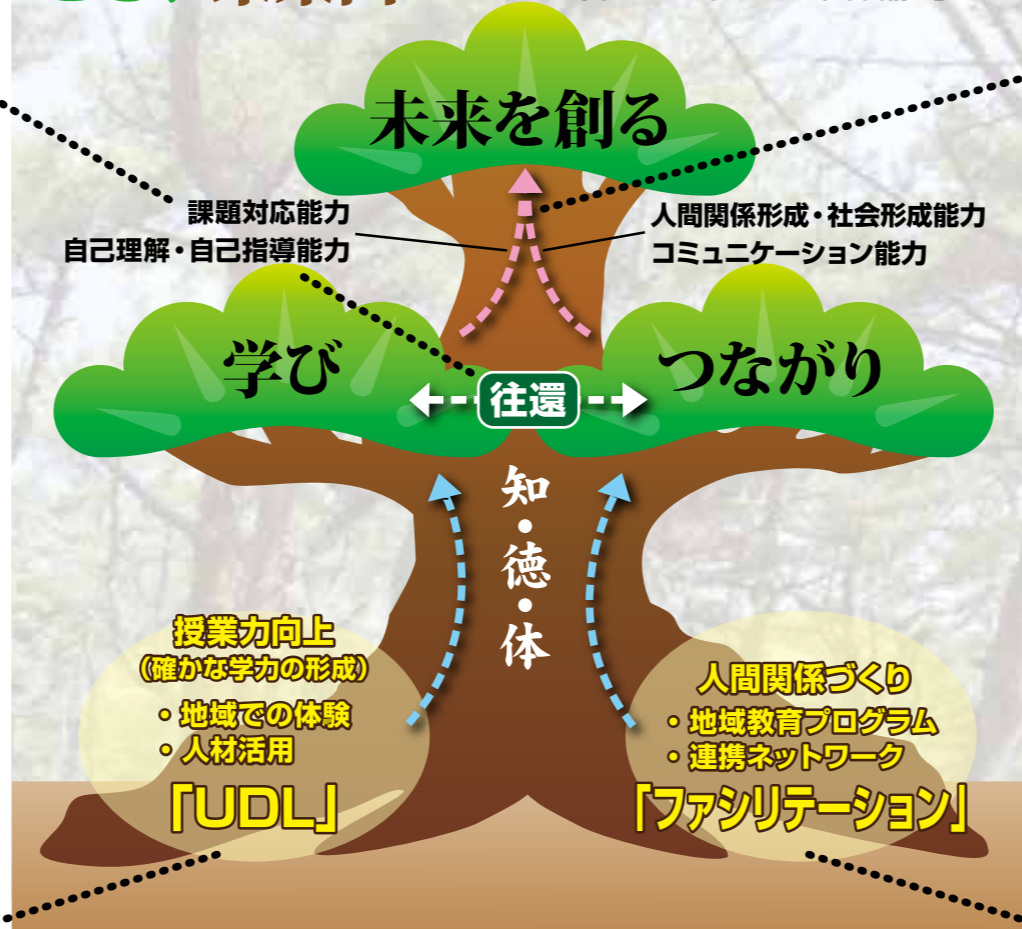 未来を創る
課題対応能力
自己理解・自己指導能力
人間関係形成・社会形成能力
コミュニケーション能力
学び
往還
つながり
知・徳・体
授業力向上
（確かな学力の形成）
・地域での体験
・人材活用
「UDL」
人間関係づくり
・地域教育プログラム
・連携ネットワーク
「ファシリテーション」